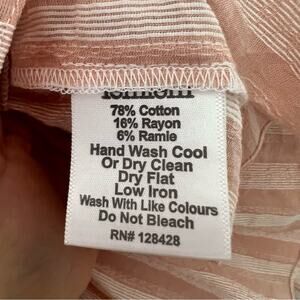 78% Cotton
16% Rayon
6% Ramie
Hand Wash Cool
Or Dry Clean
Dry Flat
Low Iron
Wash With Like Colours
Do Not Bleach
RN# 128428